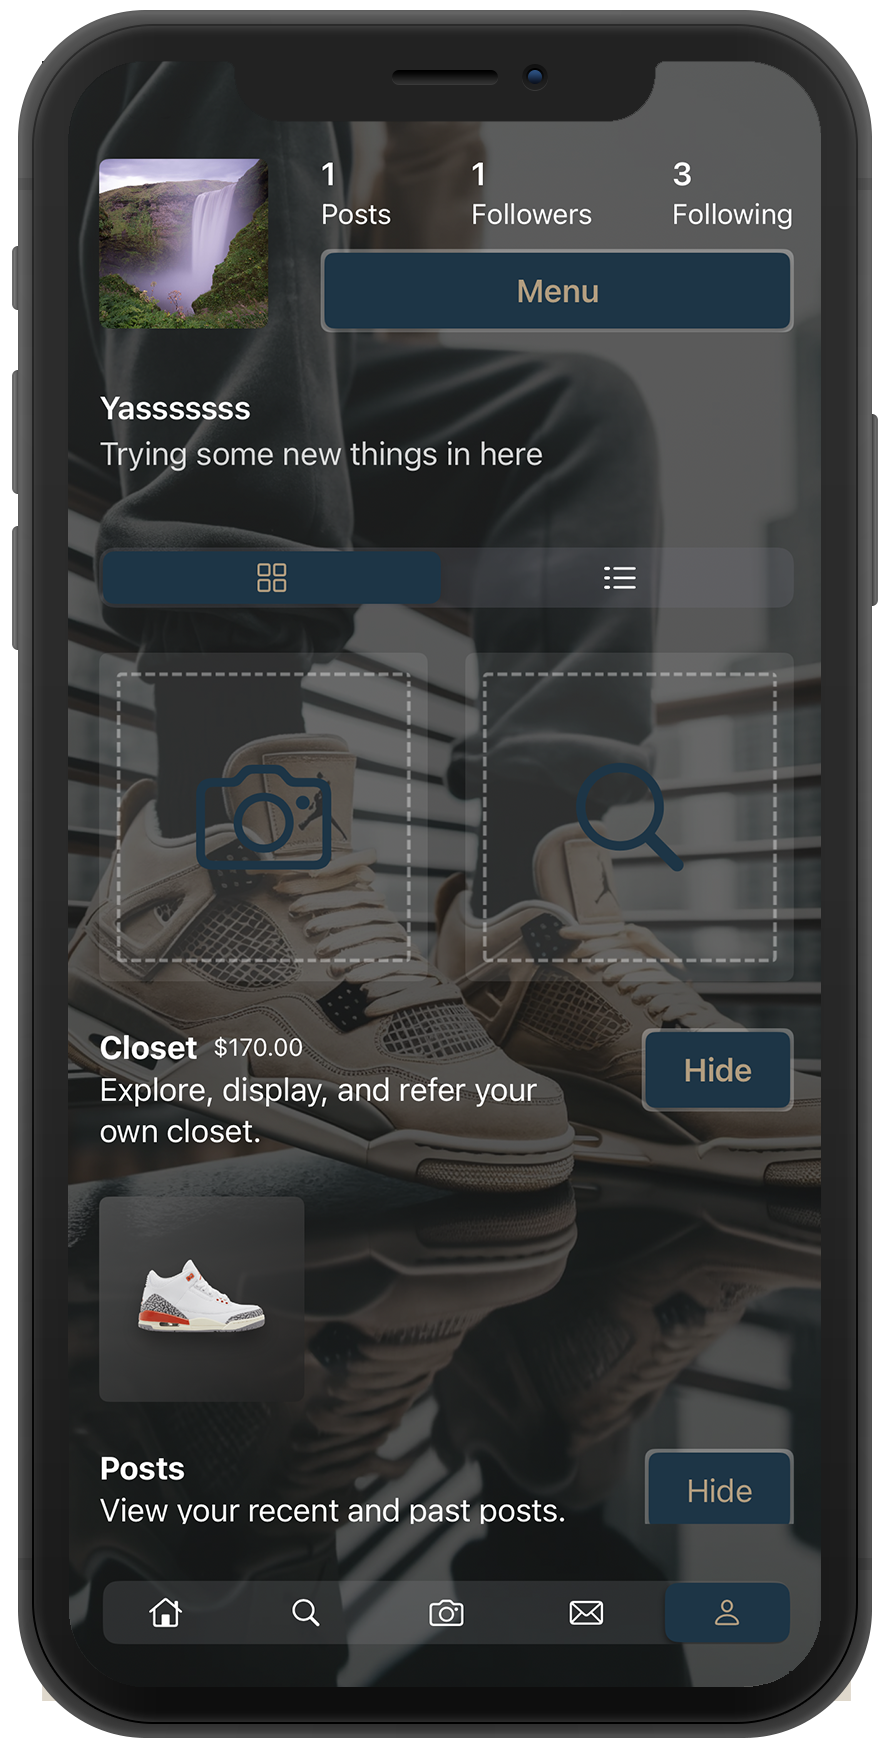 1 1 3
Posts Followers Following
Menu
Yasssssss
Trying some new things in here
Closet $170.00
Hide
Explore, display, and refer your
own closet.
Posts
Hide
View your recent and past posts.